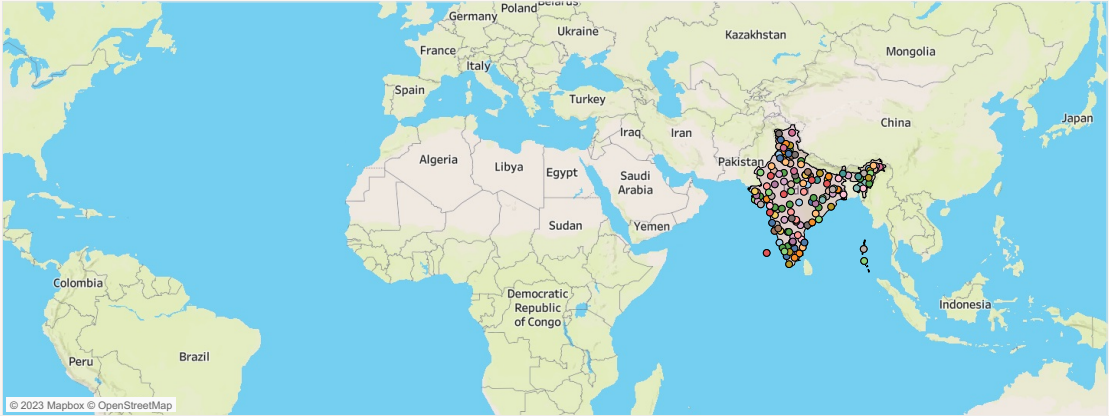 Poland
Belarus
Germany
Ukraine
Kazakhstan
France
Mongolia
Italy
Spain
Turkey
Japan
China
Iraq
Iran
Algeria
Libya
Egypt
Pakistan
Saudi
Arabia
Sudan
Yemen
Colombia
Democratic
Republic
of Congo
Indonesia
Brazil
Peru
© 2023 Mapbox © OpenStreetMap